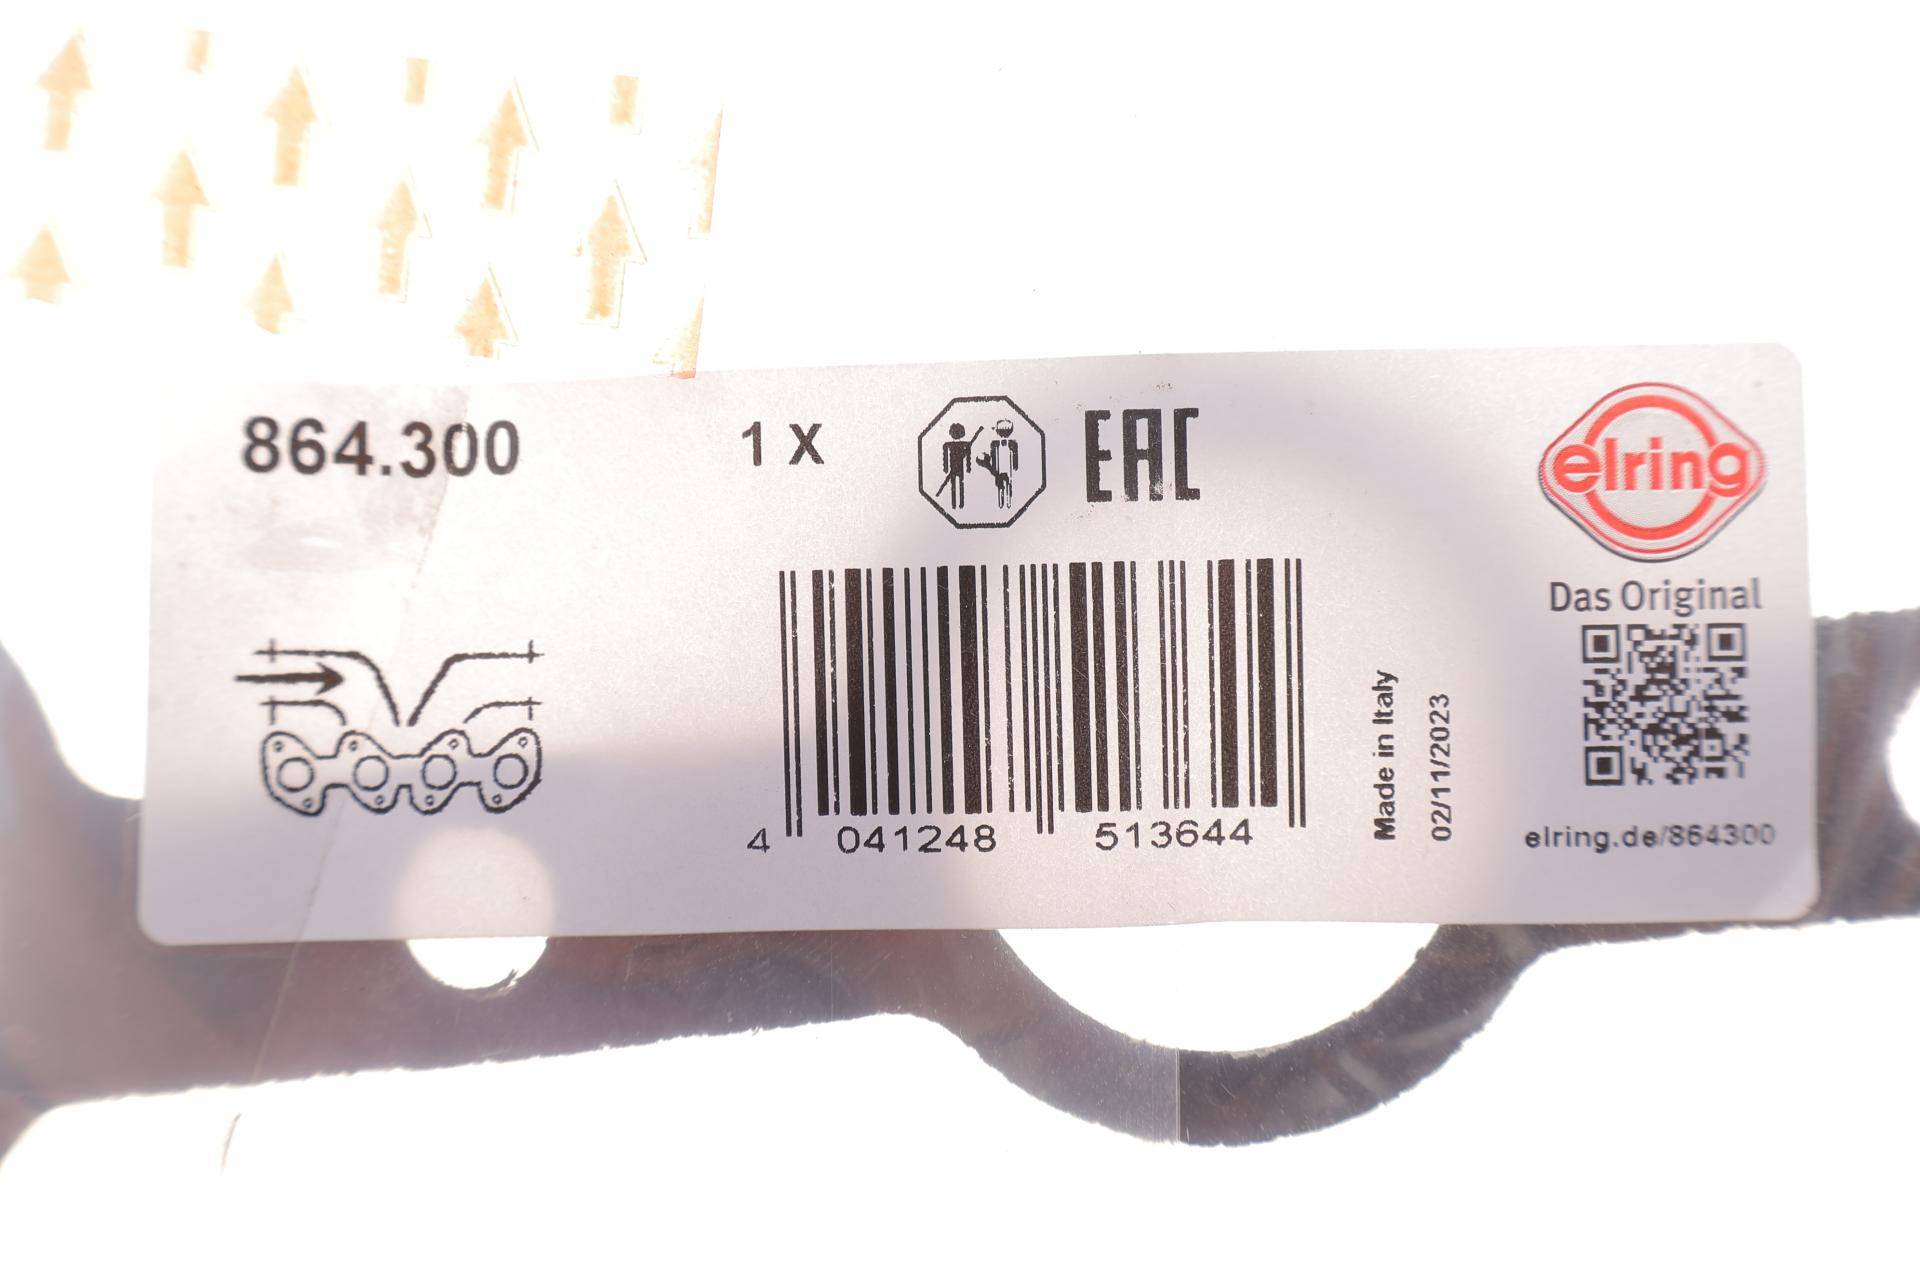 864.300
1 X
EAC
elring
Das Original
4 041248 513644
Made in Italy
02/11/2023
elring.de/864300